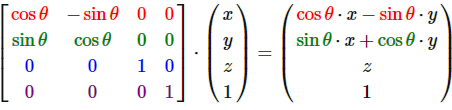 [ cos θ  − sin θ  0  0 ]   ( x )   ( cos θ · x − sin θ · y )
[ sin θ  cos θ  0  0 ]   ( y )   ( sin θ · x + cos θ · y )
[ 0  0  1  0 ] · ( z ) = ( z )
[ 0  0  0  1 ]   ( 1 )   ( 1 )